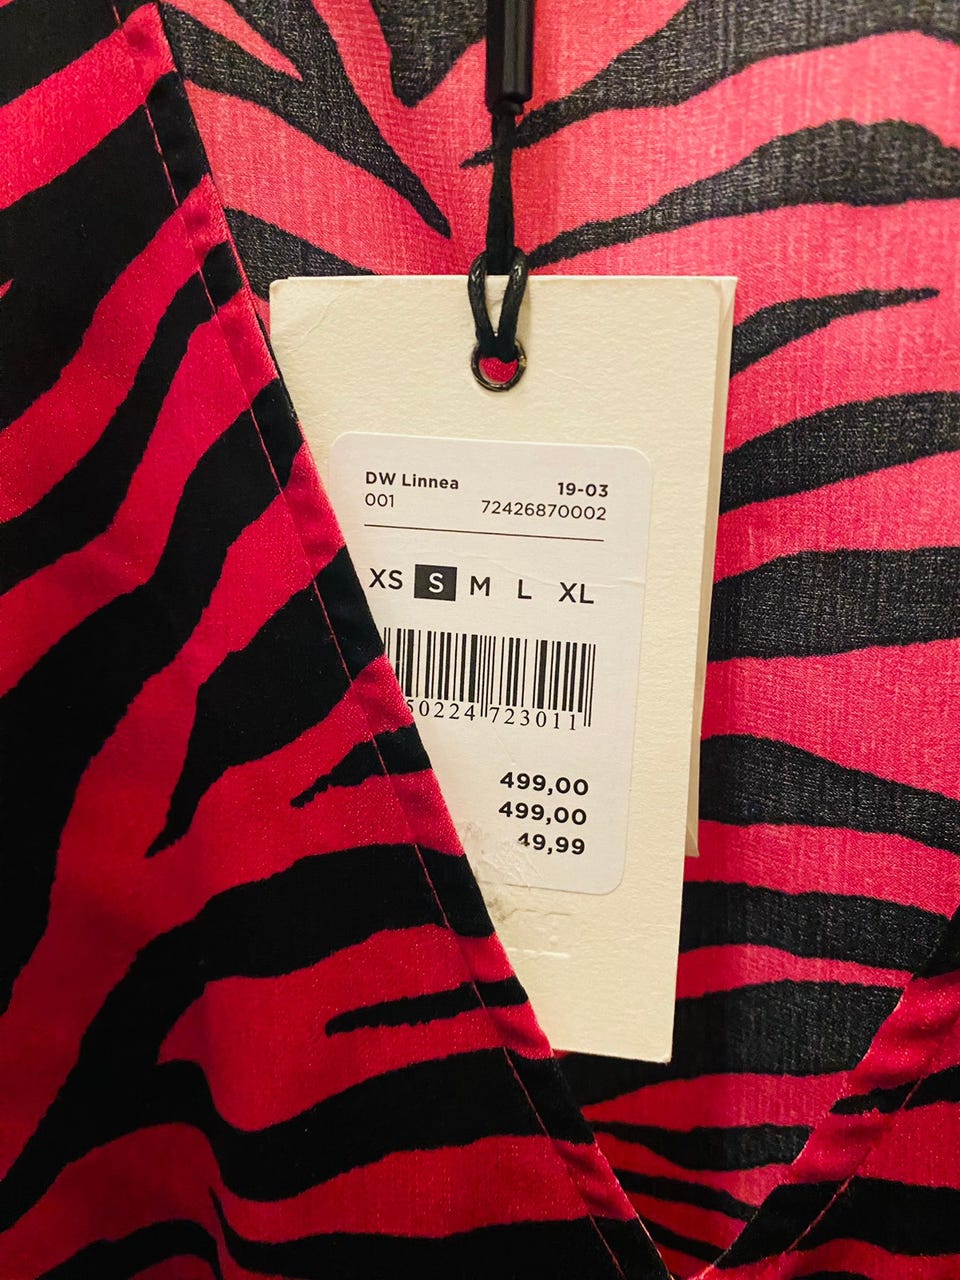 DW Linnea 19-03
001 72426870002
XS S M L XL
50224 723011
499,00
499,00
49,99